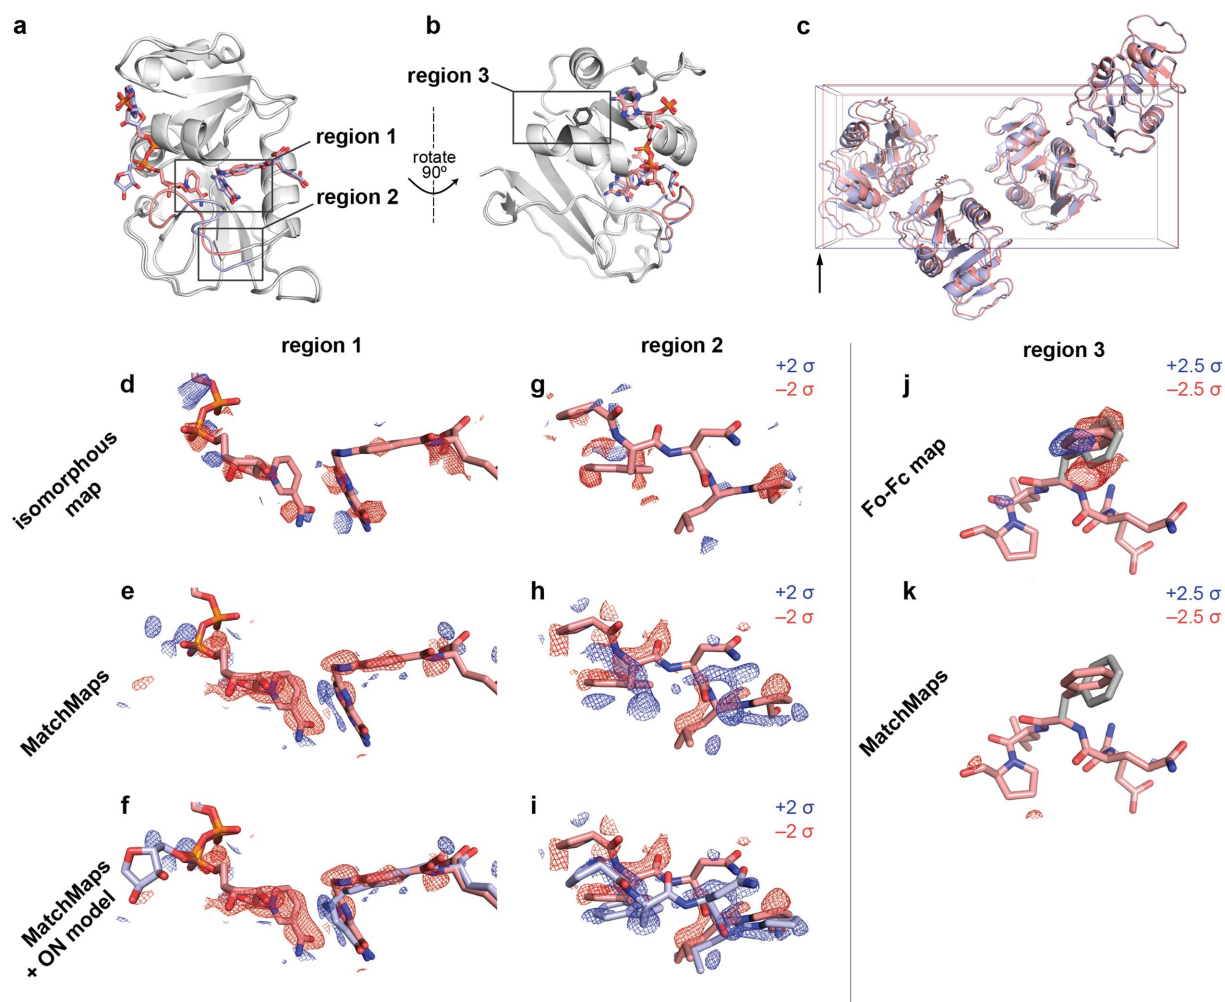 a
b
c
region 3
region 1
rotate
90º
region 2
region 1
region 2
region 3
d
g
+2 σ
–2 σ
j
+2.5 σ
–2.5 σ
isomorphous
map
Fo-Fc map
e
h
+2 σ
–2 σ
k
+2.5 σ
–2.5 σ
MatchMaps
MatchMaps
f
i
+2 σ
–2 σ
MatchMaps
+ ON model